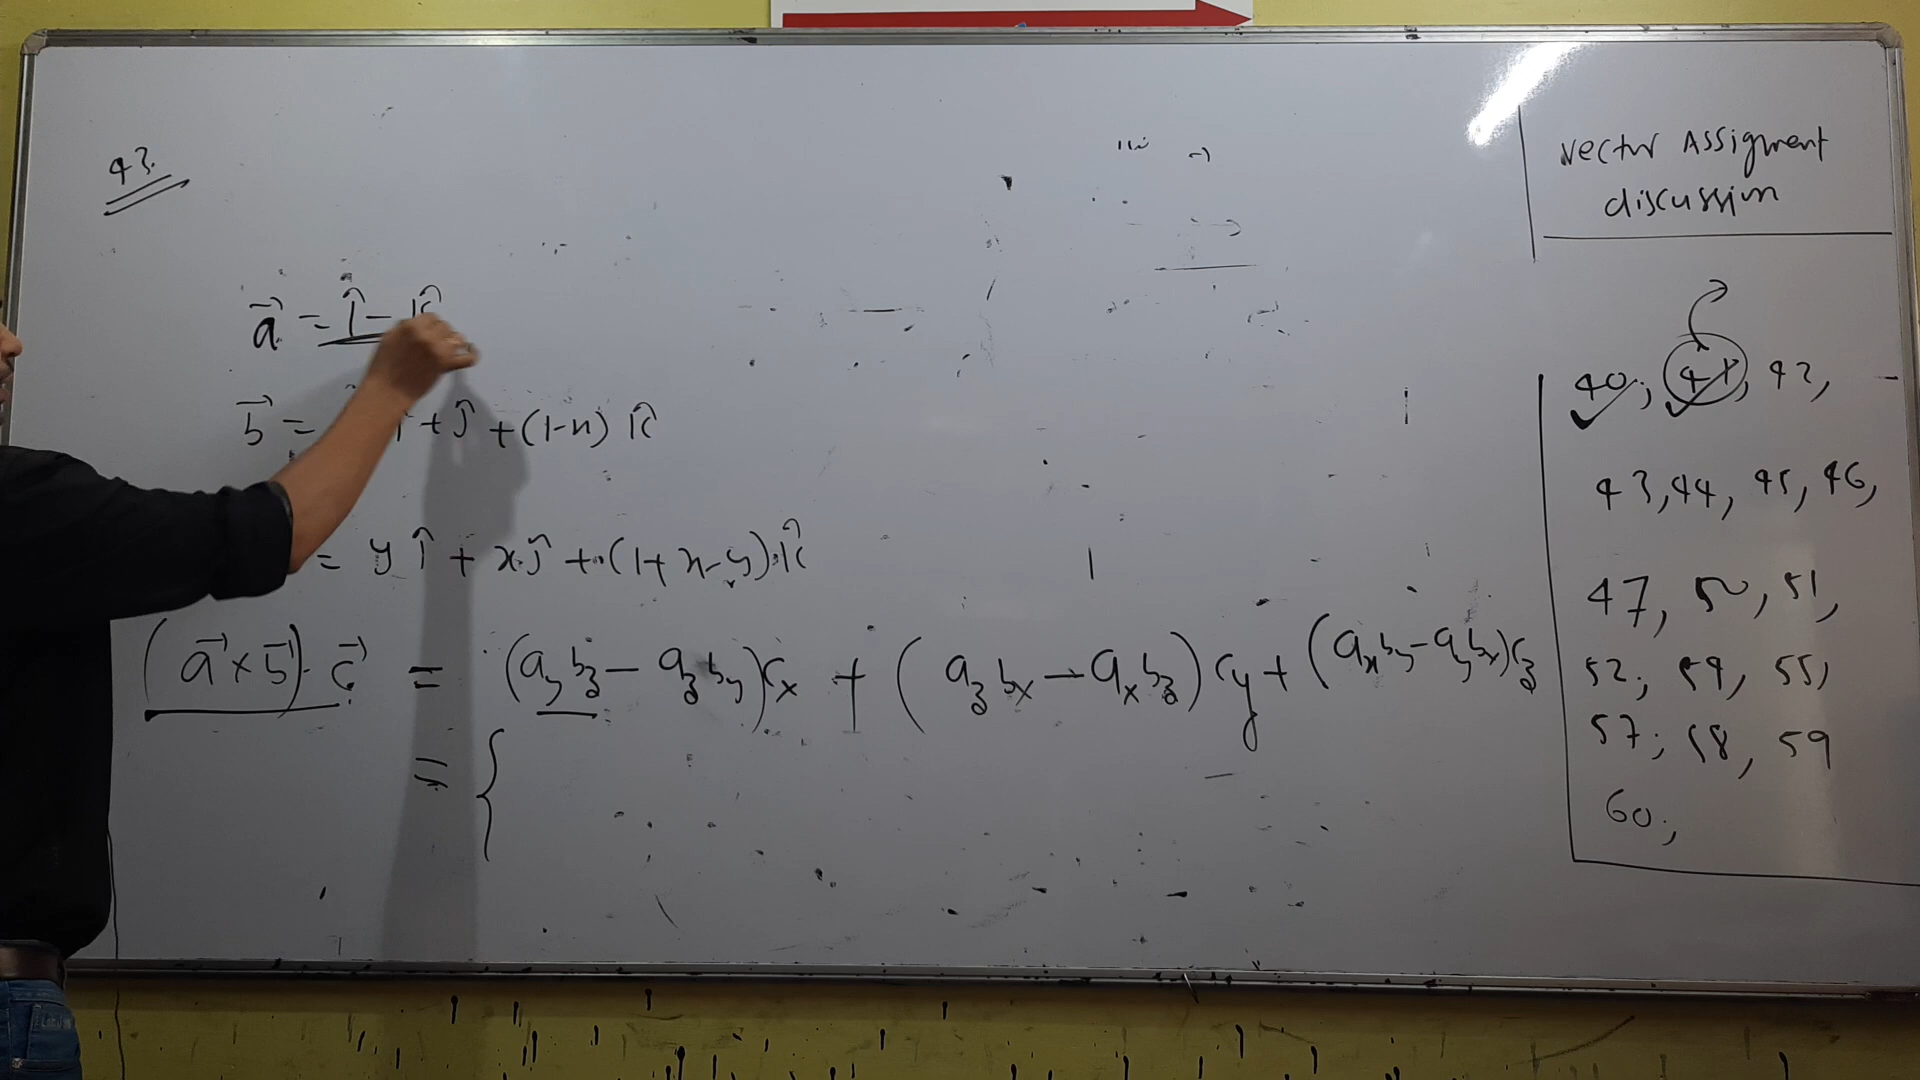 43.
a⃗ = î - k̂
b⃗ = î + ĵ + (1-x) k̂
= y î + x ĵ + (1+x-y) k̂
(a⃗ × b⃗) · c⃗ = (a_y b_z - a_z b_y) c_x + (a_z b_x - a_x b_z) c_y + (a_x b_y - a_y b_x) c_z
= {
Vector Assigment
discussion
40, 41, 42,
43, 44, 45, 46,
47, 50, 51,
52, 54, 55,
57, 58, 59
60,